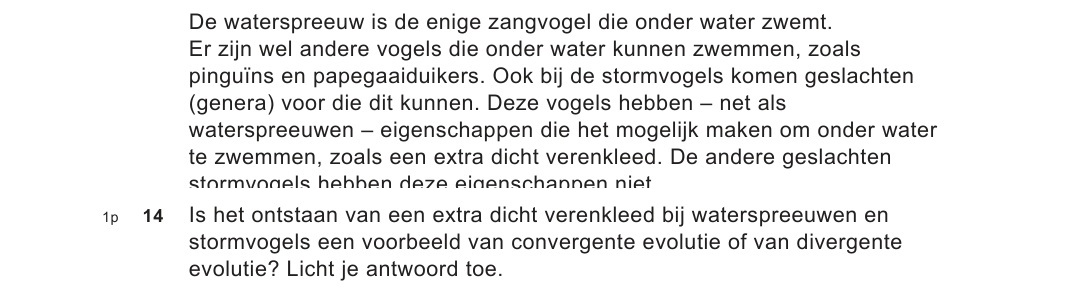 De waterspreeuw is de enige zangvogel die onder water zwemt.
Er zijn wel andere vogels die onder water kunnen zwemmen, zoals
pinguïns en papegaaiduikers. Ook bij de stormvogels komen geslachten
(genera) voor die dit kunnen. Deze vogels hebben – net als
waterspreeuwen – eigenschappen die het mogelijk maken om onder water
te zwemmen, zoals een extra dicht verenkleed. De andere geslachten
stormvogels hebben deze eigenschappen niet
1p 14 Is het ontstaan van een extra dicht verenkleed bij waterspreeuwen en
stormvogels een voorbeeld van convergente evolutie of van divergente
evolutie? Licht je antwoord toe.